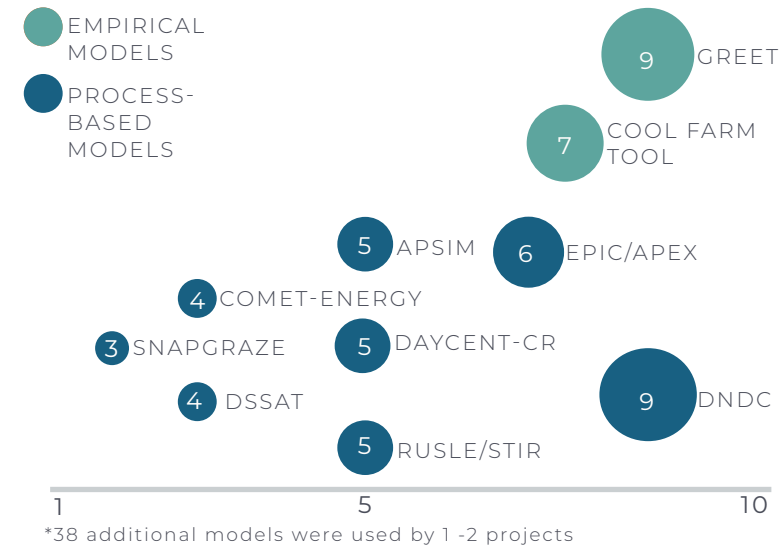 EMPIRICAL
MODELS
PROCESS-
BASED
MODELS
9 GREET
7 COOL FARM
TOOL
5 APSIM
6 EPIC/APEX
4 COMET-ENERGY
3 SNAPGRAZE
5 DAYCENT-CR
4 DSSAT
9 DNDC
5 RUSLE/STIR
1 5 10
*38 additional models were used by 1 -2 projects